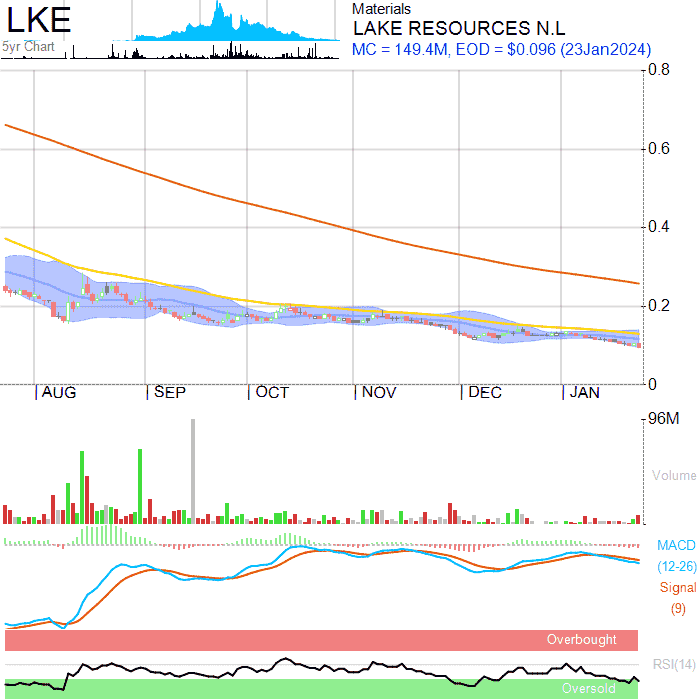 LKE
5yr Chart
Materials
LAKE RESOURCES N.L
MC = 149.4M, EOD = $0.096 (23Jan2024)
0.8
0.6
0.4
0.2
0
AUG SEP OCT NOV DEC JAN
96M
Volume
MACD
(12-26)
Signal
(9)
Overbought
RSI(14)
Oversold